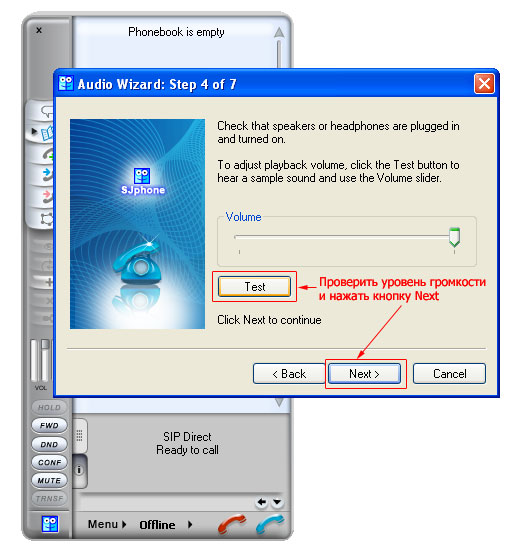 x
Phonebook is empty
Audio Wizard: Step 4 of 7
Check that speakers or headphones are plugged in
and turned on.
To adjust playback volume, click the Test button to
hear a sample sound and use the Volume slider.
SJphone
Volume
Test
Проверить уровень громкости
и нажать кнопку Next
Click Next to continue
< Back
Next >
Cancel
VOL
HOLD
FWD
DND
CONF
MUTE
TRNSF
SIP Direct
Ready to call
Menu
Offline